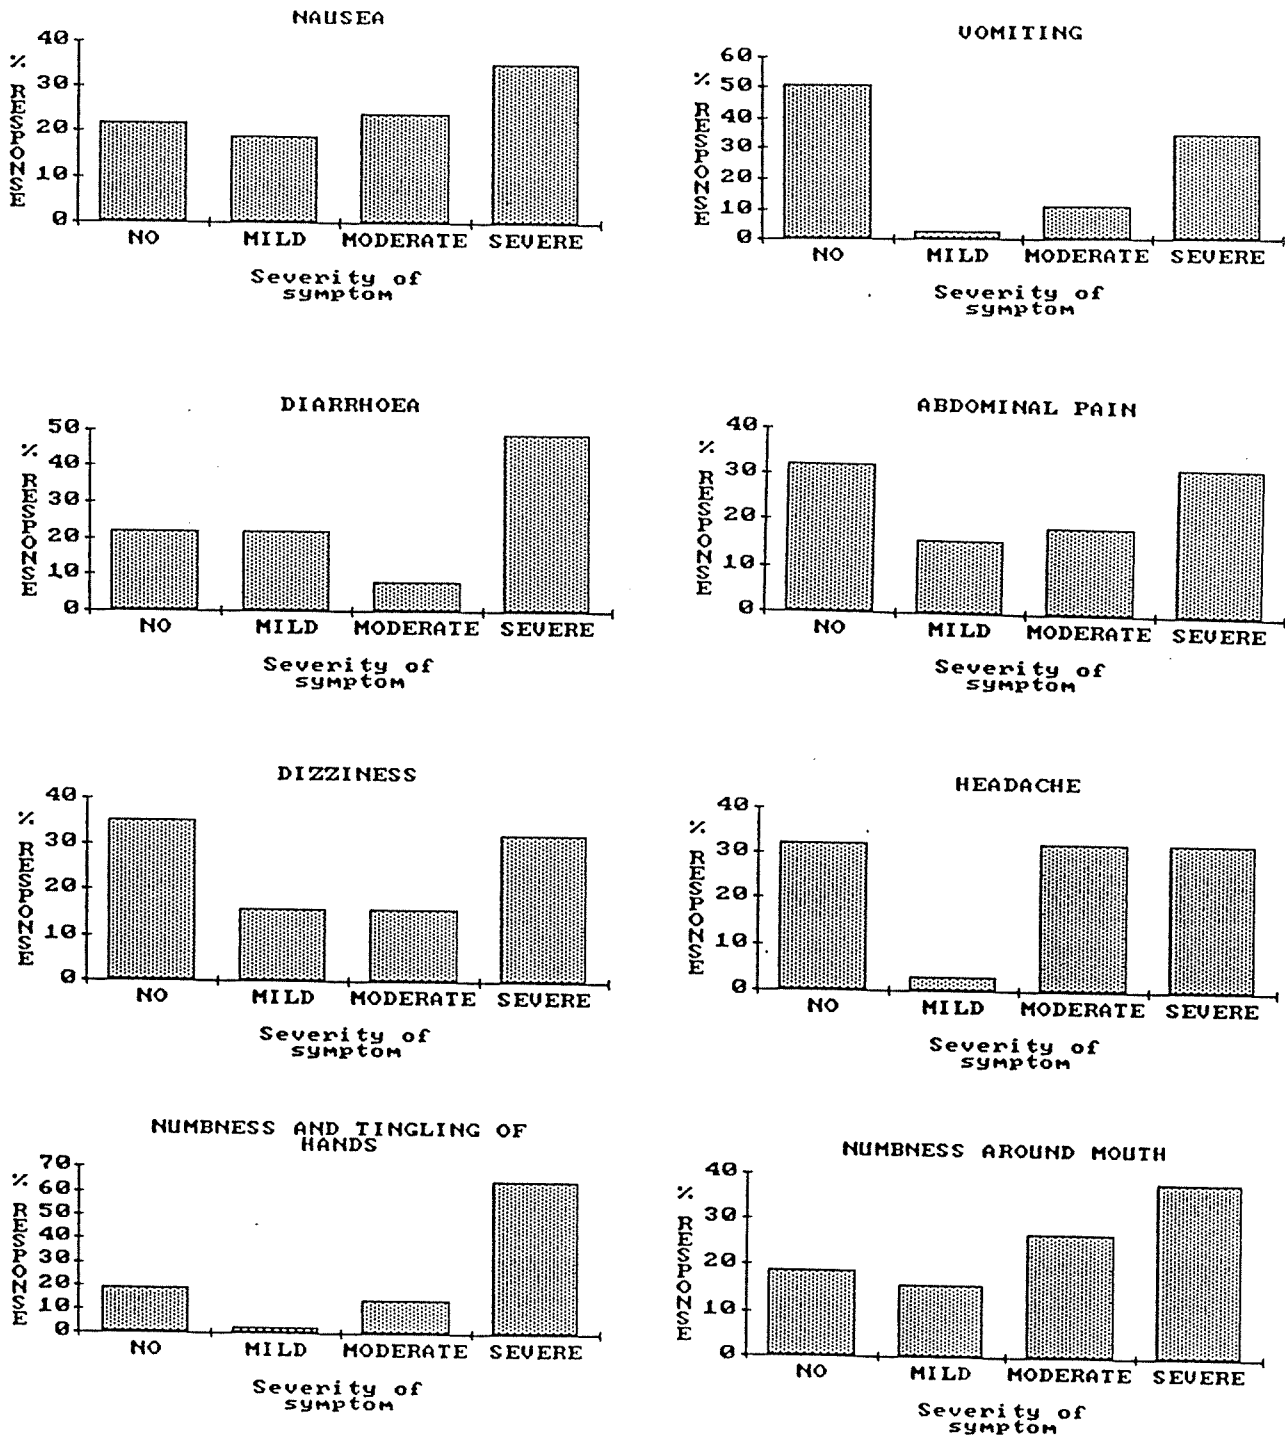 NAUSEA
% RESPONSE
40
30
20
10
0
NO MILD MODERATE SEVERE
Severity of
symptom
VOMITING
% RESPONSE
60
50
40
30
20
10
0
NO MILD MODERATE SEVERE
Severity of
symptom
DIARRHOEA
% RESPONSE
50
40
30
20
10
0
NO MILD MODERATE SEVERE
Severity of
symptom
ABDOMINAL PAIN
% RESPONSE
40
30
20
10
0
NO MILD MODERATE SEVERE
Severity of
symptom
DIZZINESS
% RESPONSE
40
30
20
10
0
NO MILD MODERATE SEVERE
Severity of
symptom
HEADACHE
% RESPONSE
40
30
20
10
0
NO MILD MODERATE SEVERE
Severity of
symptom
NUMBNESS AND TINGLING OF
HANDS
% RESPONSE
70
60
50
40
30
20
10
0
NO MILD MODERATE SEVERE
Severity of
symptom
NUMBNESS AROUND MOUTH
% RESPONSE
40
30
20
10
0
NO MILD MODERATE SEVERE
Severity of
symptom